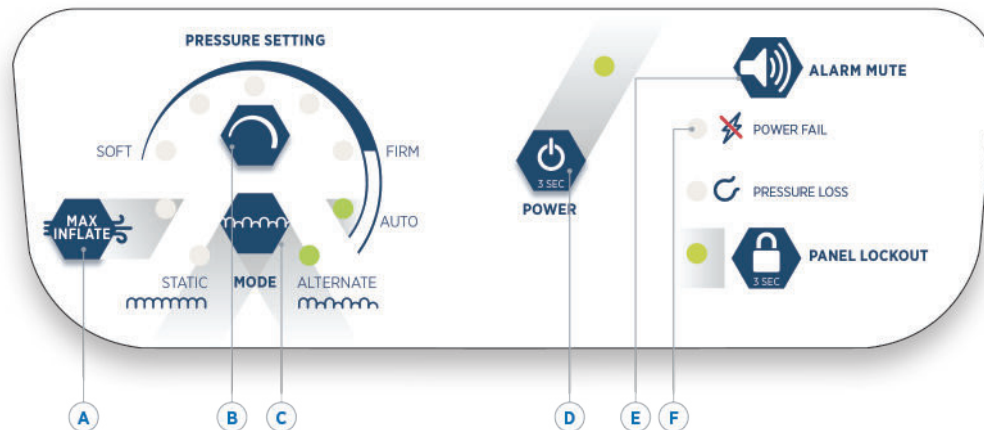 PRESSURE SETTING
SOFT
FIRM
AUTO
MAX
INFLATE
STATIC
MODE
ALTERNATE
3 SEC
POWER
ALARM MUTE
POWER FAIL
PRESSURE LOSS
PANEL LOCKOUT
3 SEC
A
B
C
D
E
F